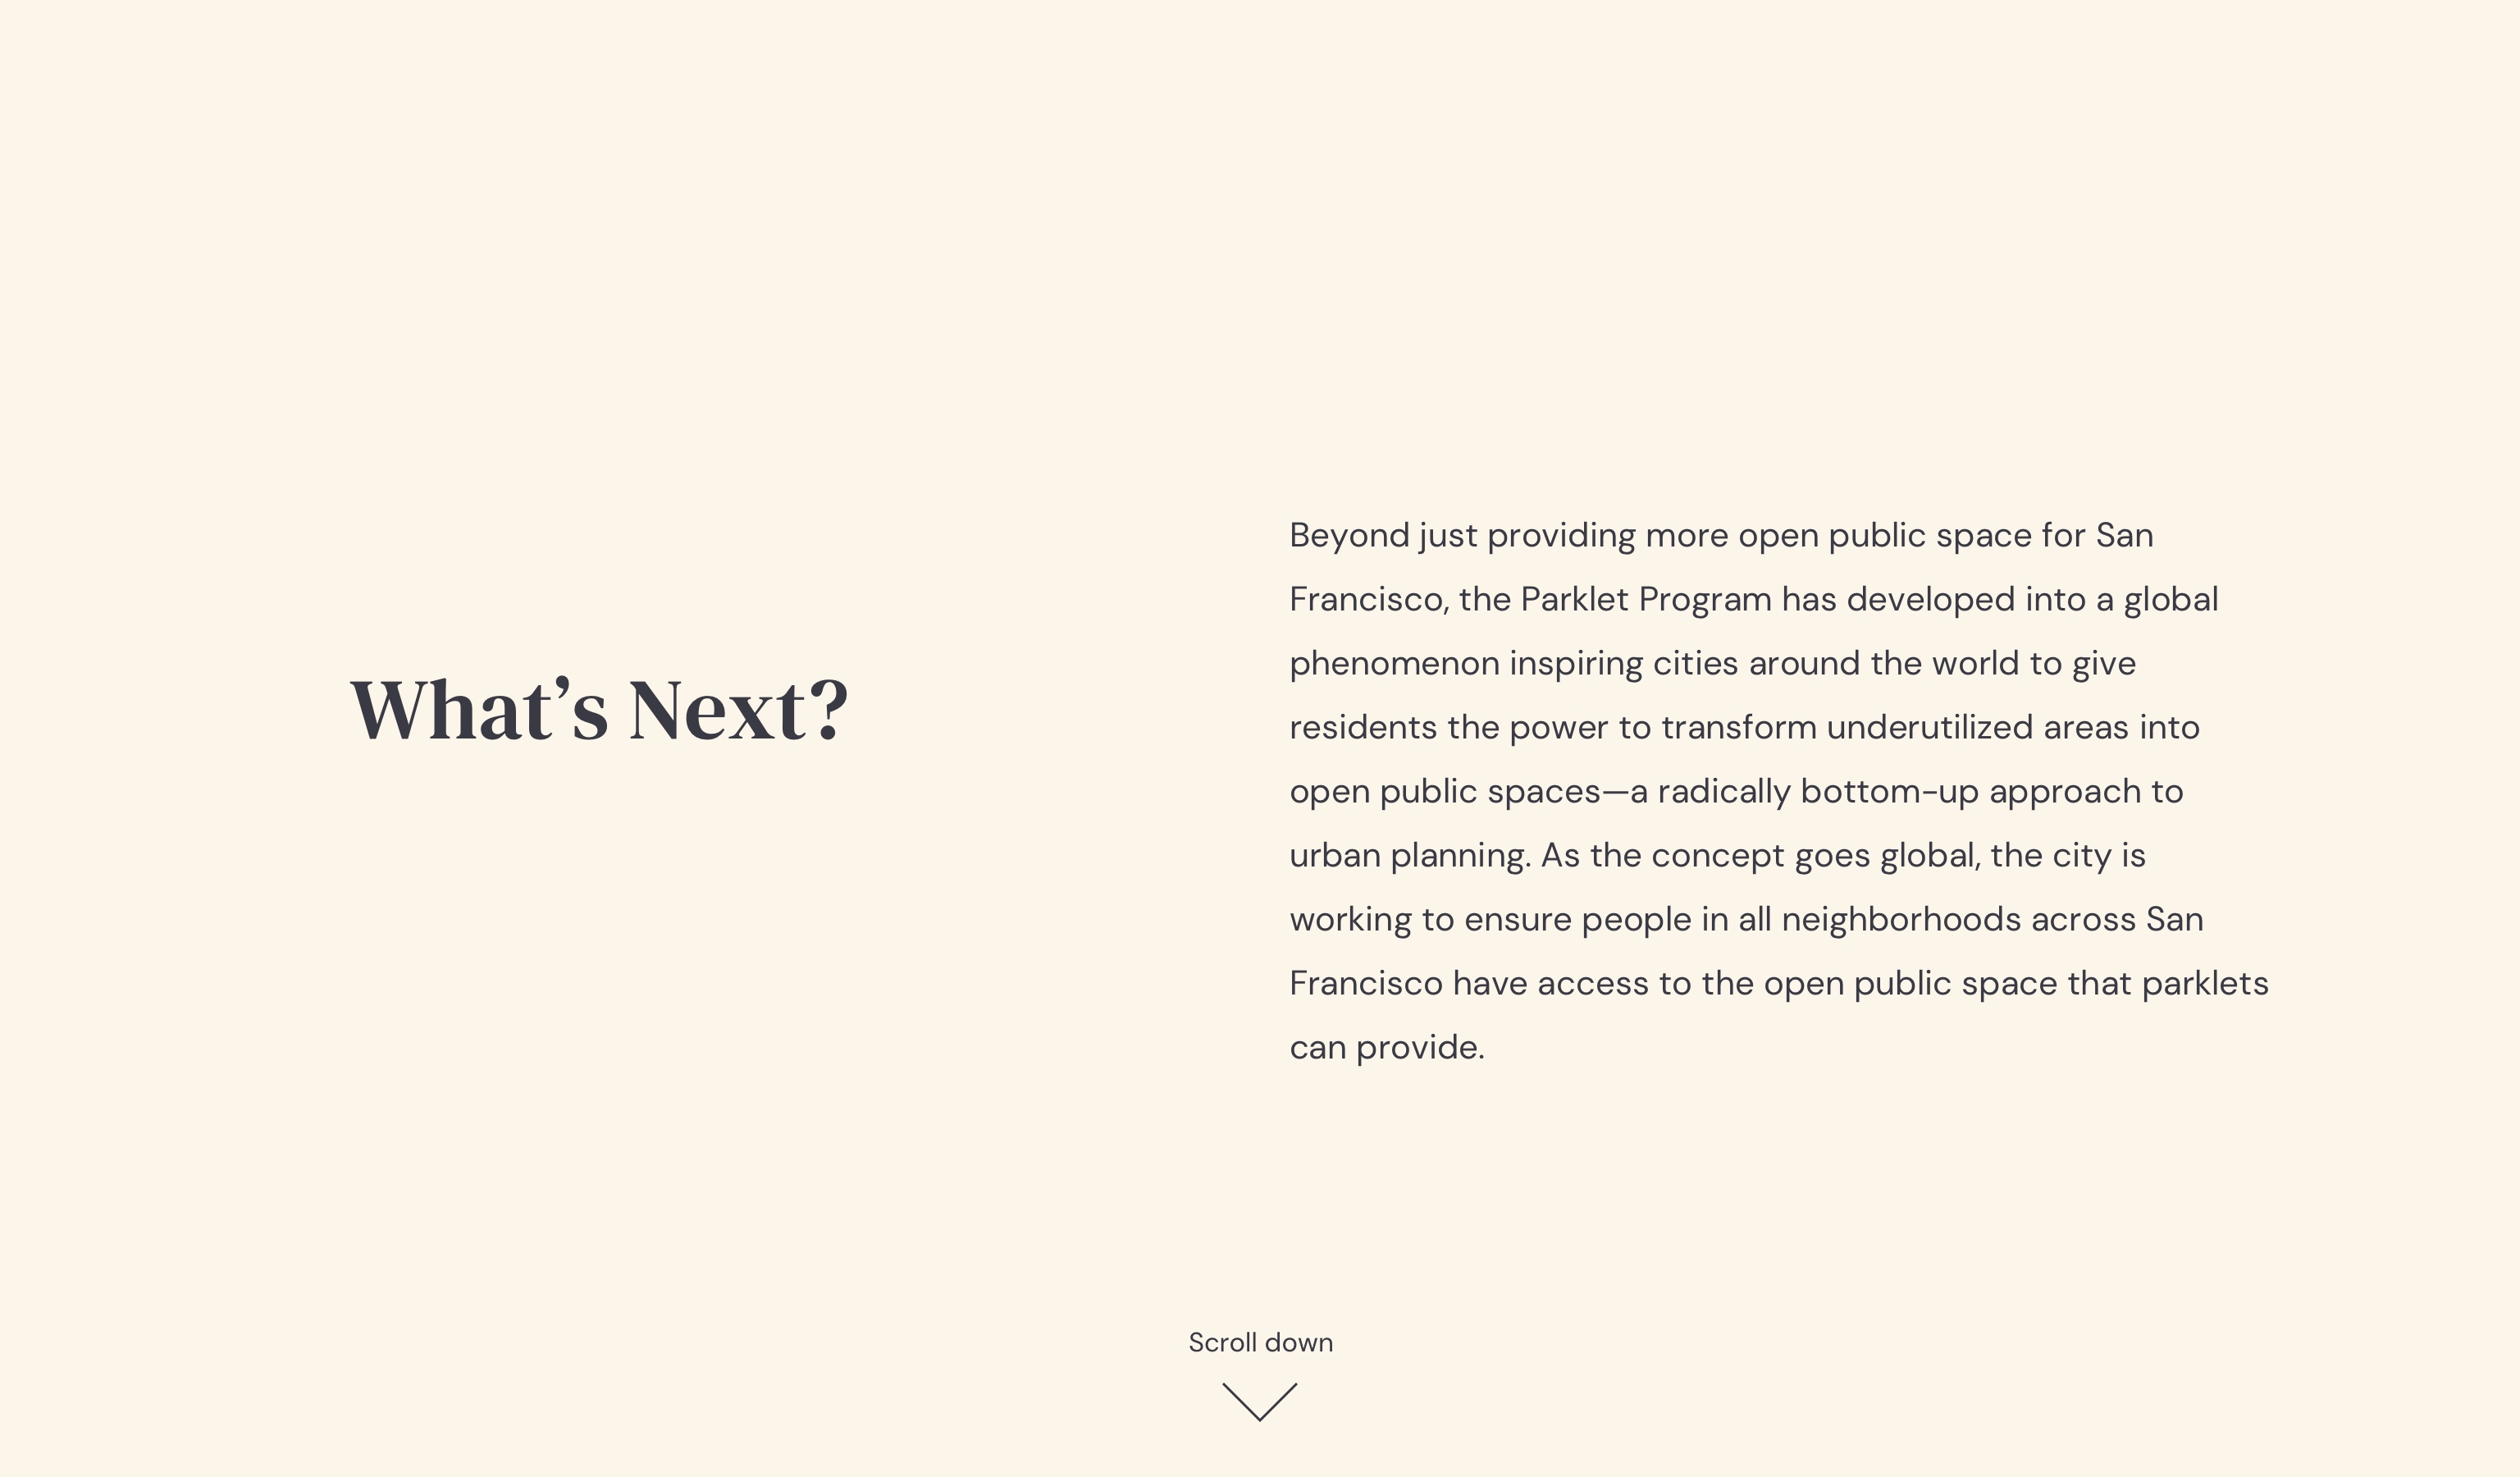 What’s Next?
Beyond just providing more open public space for San
Francisco, the Parklet Program has developed into a global
phenomenon inspiring cities around the world to give
residents the power to transform underutilized areas into
open public spaces—a radically bottom-up approach to
urban planning. As the concept goes global, the city is
working to ensure people in all neighborhoods across San
Francisco have access to the open public space that parklets
can provide.
Scroll down